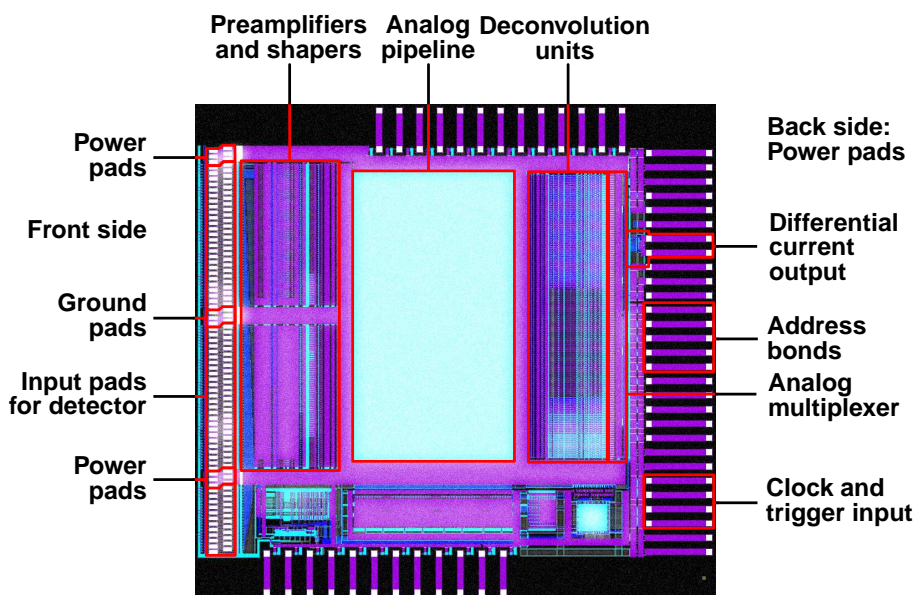 Preamplifiers
and shapers
Analog
pipeline
Deconvolution
units
Power
pads
Front side
Ground
pads
Input pads
for detector
Power
pads
Back side:
Power pads
Differential
current
output
Address
bonds
Analog
multiplexer
Clock and
trigger input